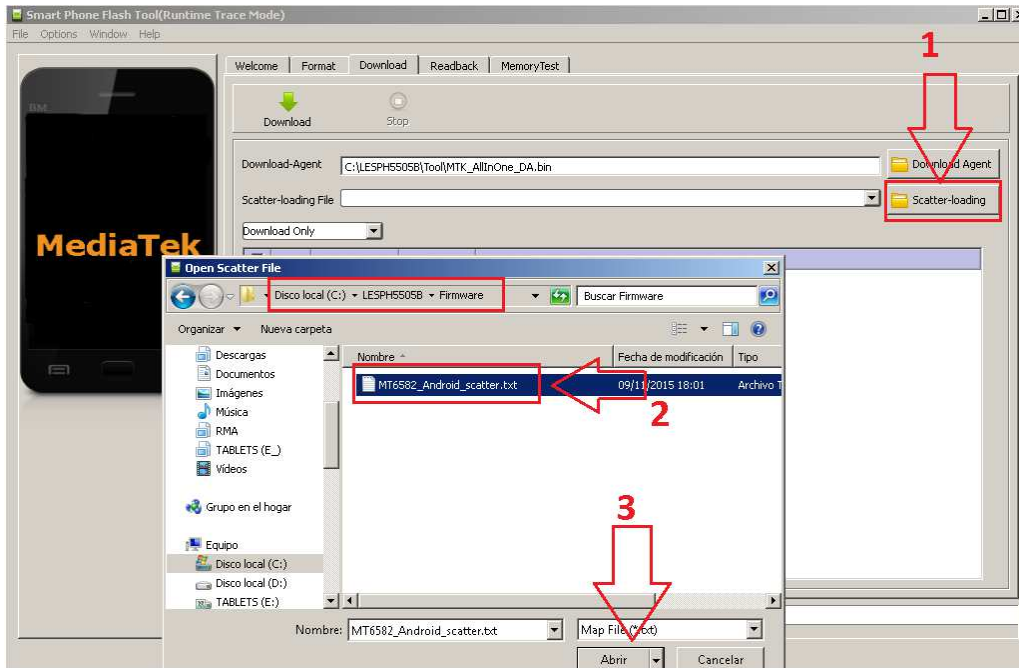 Smart Phone Flash Tool(Runtime Trace Mode)
File Options Window Help
1
Welcome Format Download Readback MemoryTest
BM
Download Stop
Download-Agent C:\LESPH5505B\Tool\MTK_AllInOne_DA.bin Download Agent
Scatter-loading File Scatter-loading
Download Only
MediaTek
Open Scatter File
Disco local (C:) LESPH5505B Firmware Buscar Firmware
Organizar Nueva carpeta
Nombre Fecha de modificación Tipo
Descargas
MT6582_Android_scatter.txt 09/11/2015 18:01 Archivo T
Documentos
Imágenes
2
Música
RMA
TABLETS (E_)
Vídeos
Grupo en el hogar
3
Equipo
Disco local (C:)
Disco local (D:)
TABLETS (E:)
Nombre: MT6582_Android_scatter.txt Map File (*.txt)
Abrir Cancelar